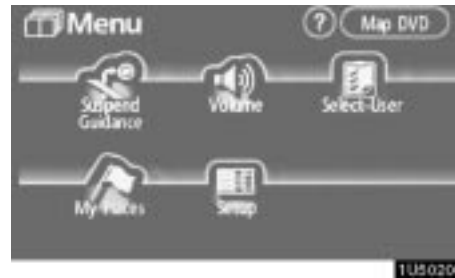 Menu
? Map DVD
Suspend
Guidance
Volume
Select User
My Places
Setup
1U5020